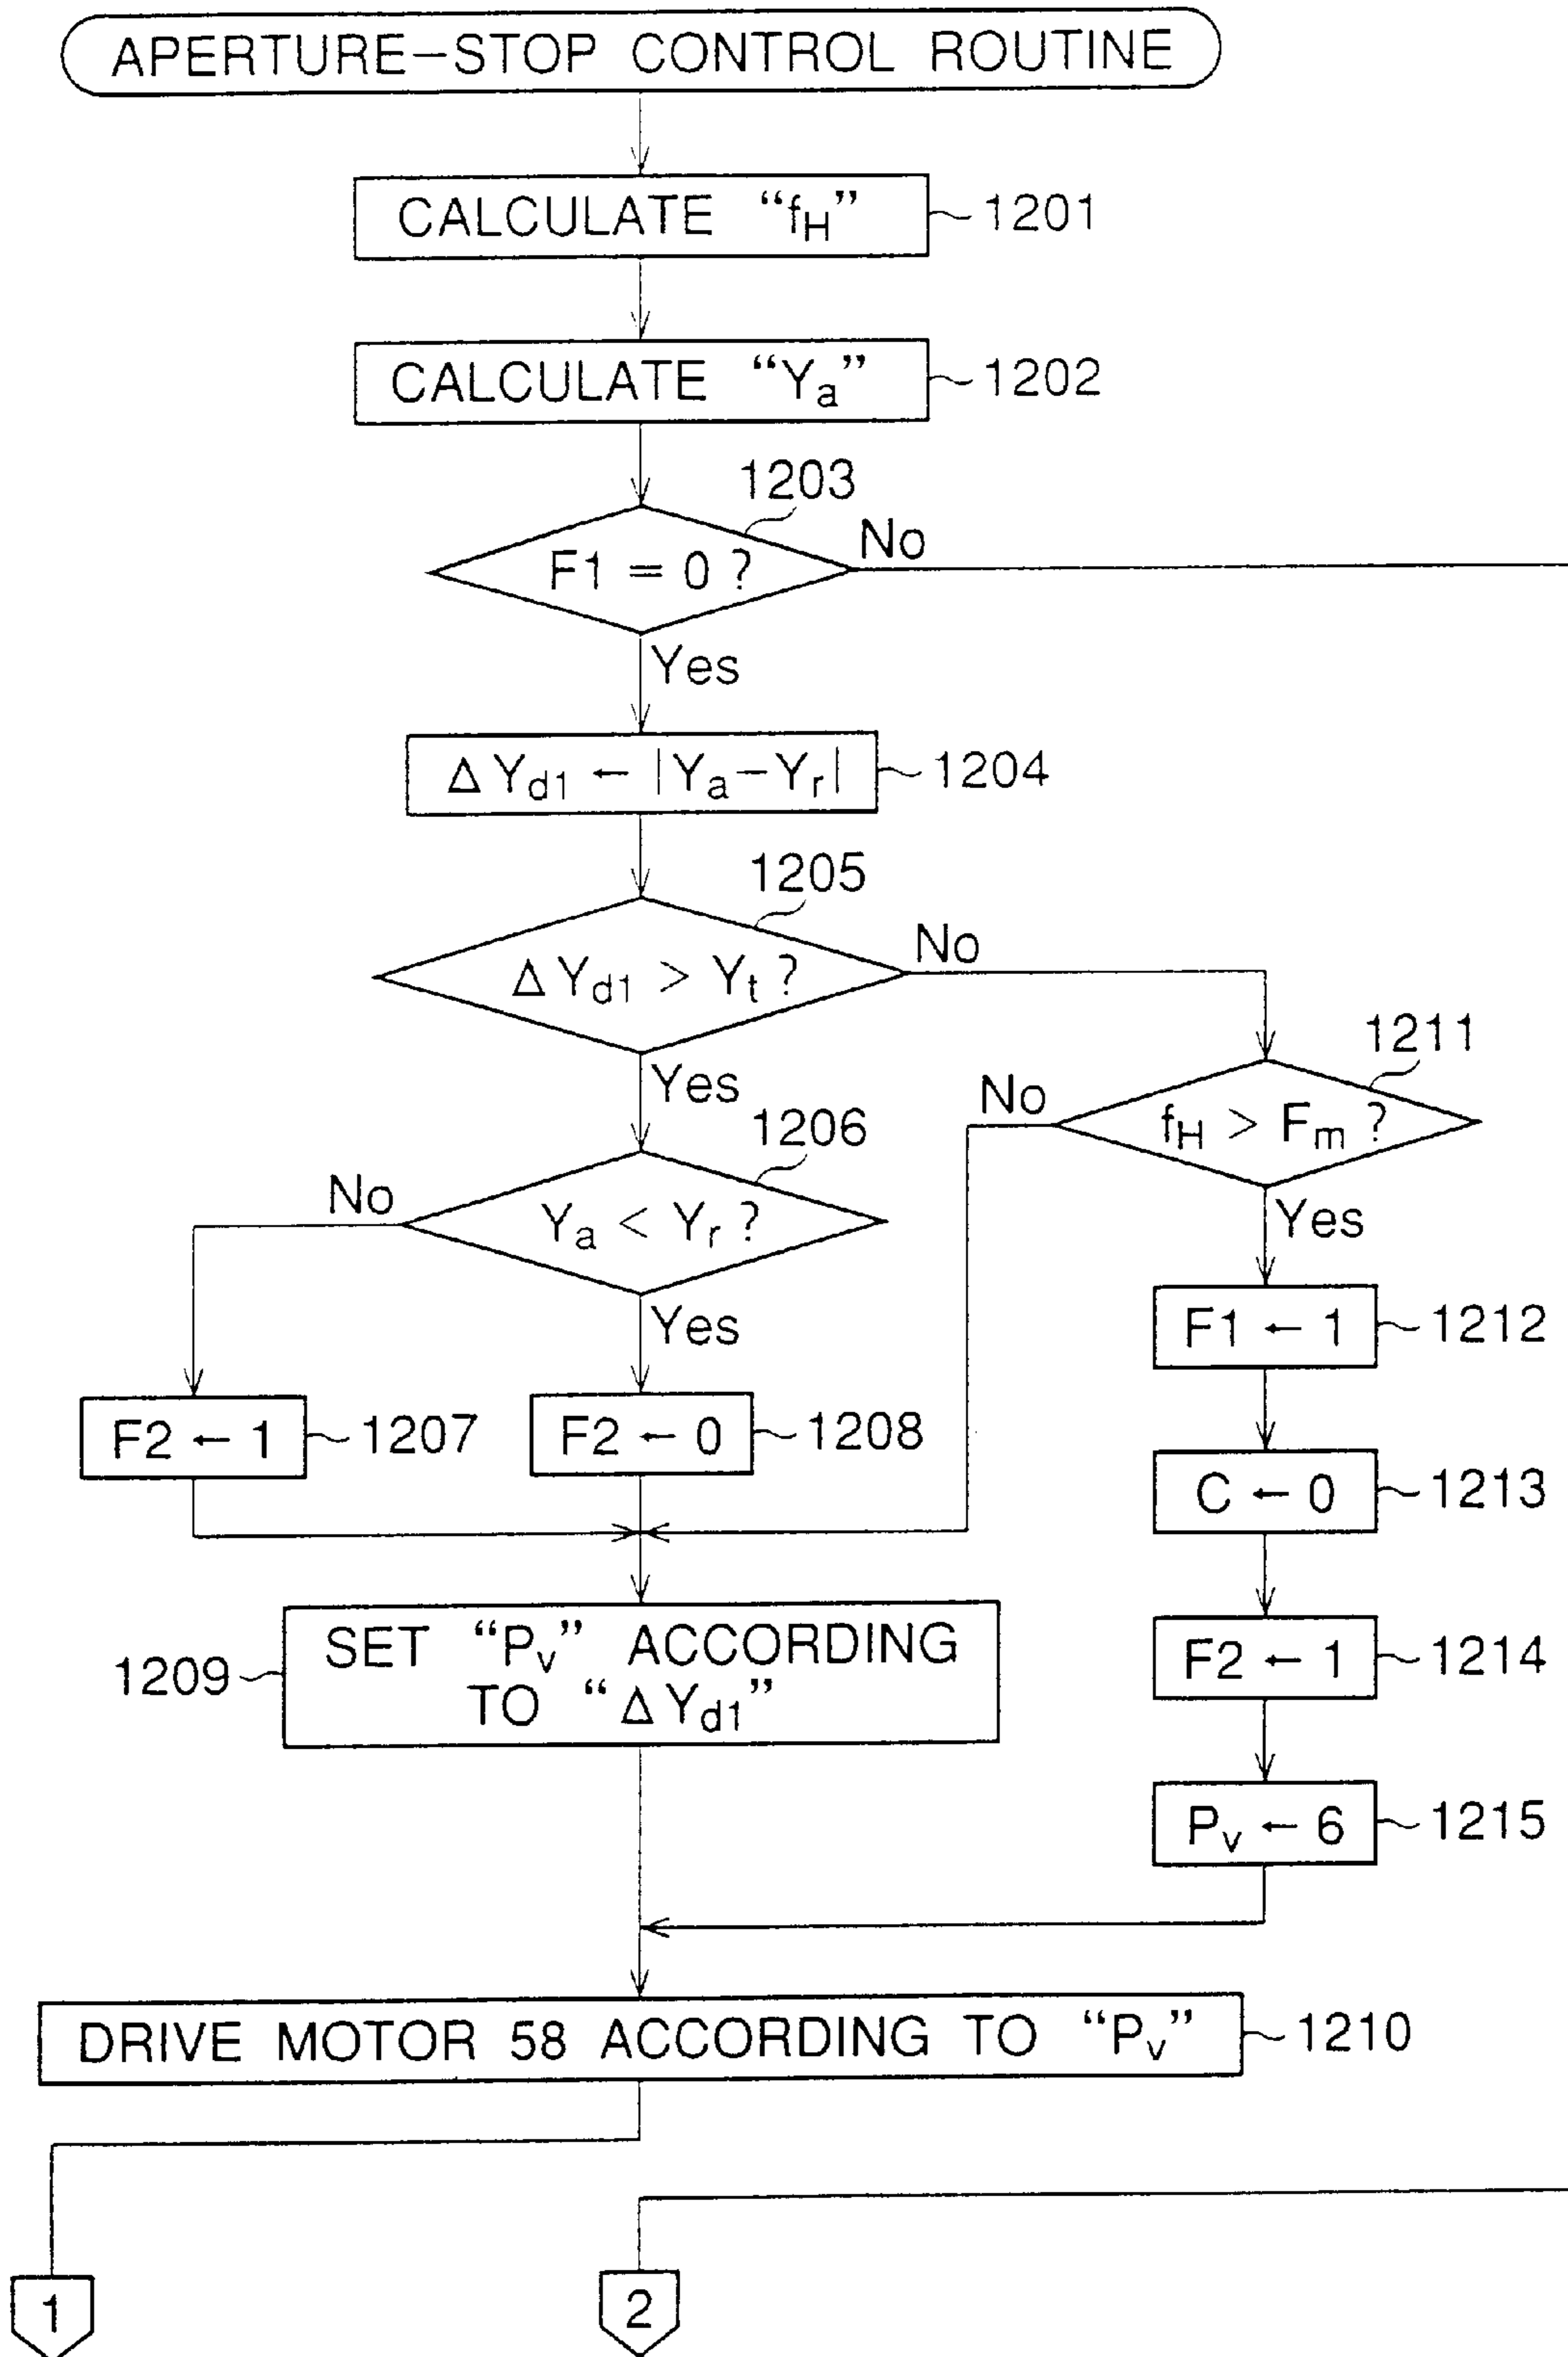 APERTURE-STOP CONTROL ROUTINE
CALCULATE “fH”
1201
CALCULATE “Ya”
1202
1203
F1 = 0 ?
No
Yes
ΔYd1 ← |Ya−Yr|
1204
1205
ΔYd1 > Yt ?
No
Yes
1211
fH > Fm ?
No
Yes
1206
Ya < Yr ?
No
Yes
F1 ← 1
1212
F2 ← 1
1207
F2 ← 0
1208
C ← 0
1213
SET “Pv” ACCORDING
TO “ΔYd1”
1209
F2 ← 1
1214
Pv ← 6
1215
DRIVE MOTOR 58 ACCORDING TO “Pv”
1210
1
2